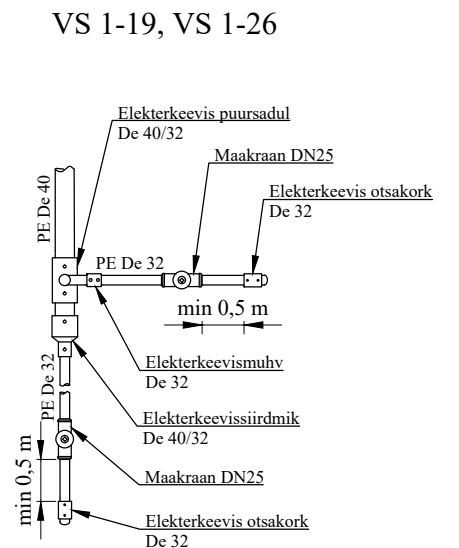 VS 1-19, VS 1-26
Elekterkeevis puursadul
De 40/32
Maakraan DN25
Elekterkeevis otsakork
De 32
PE De 40
PE De 32
min 0,5 m
Elekterkeevismuhv
De 32
PE De 32
Elekterkeevissiirdmik
De 40/32
Maakraan DN25
min 0,5 m
Elekterkeevis otsakork
De 32